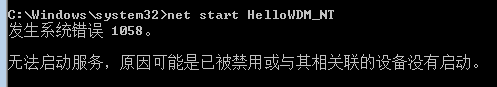 C:\Windows\system32>net start HelloWDM_NT
发生系统错误 1058。
无法启动服务，原因可能是已被禁用或与其相关联的设备没有启动。